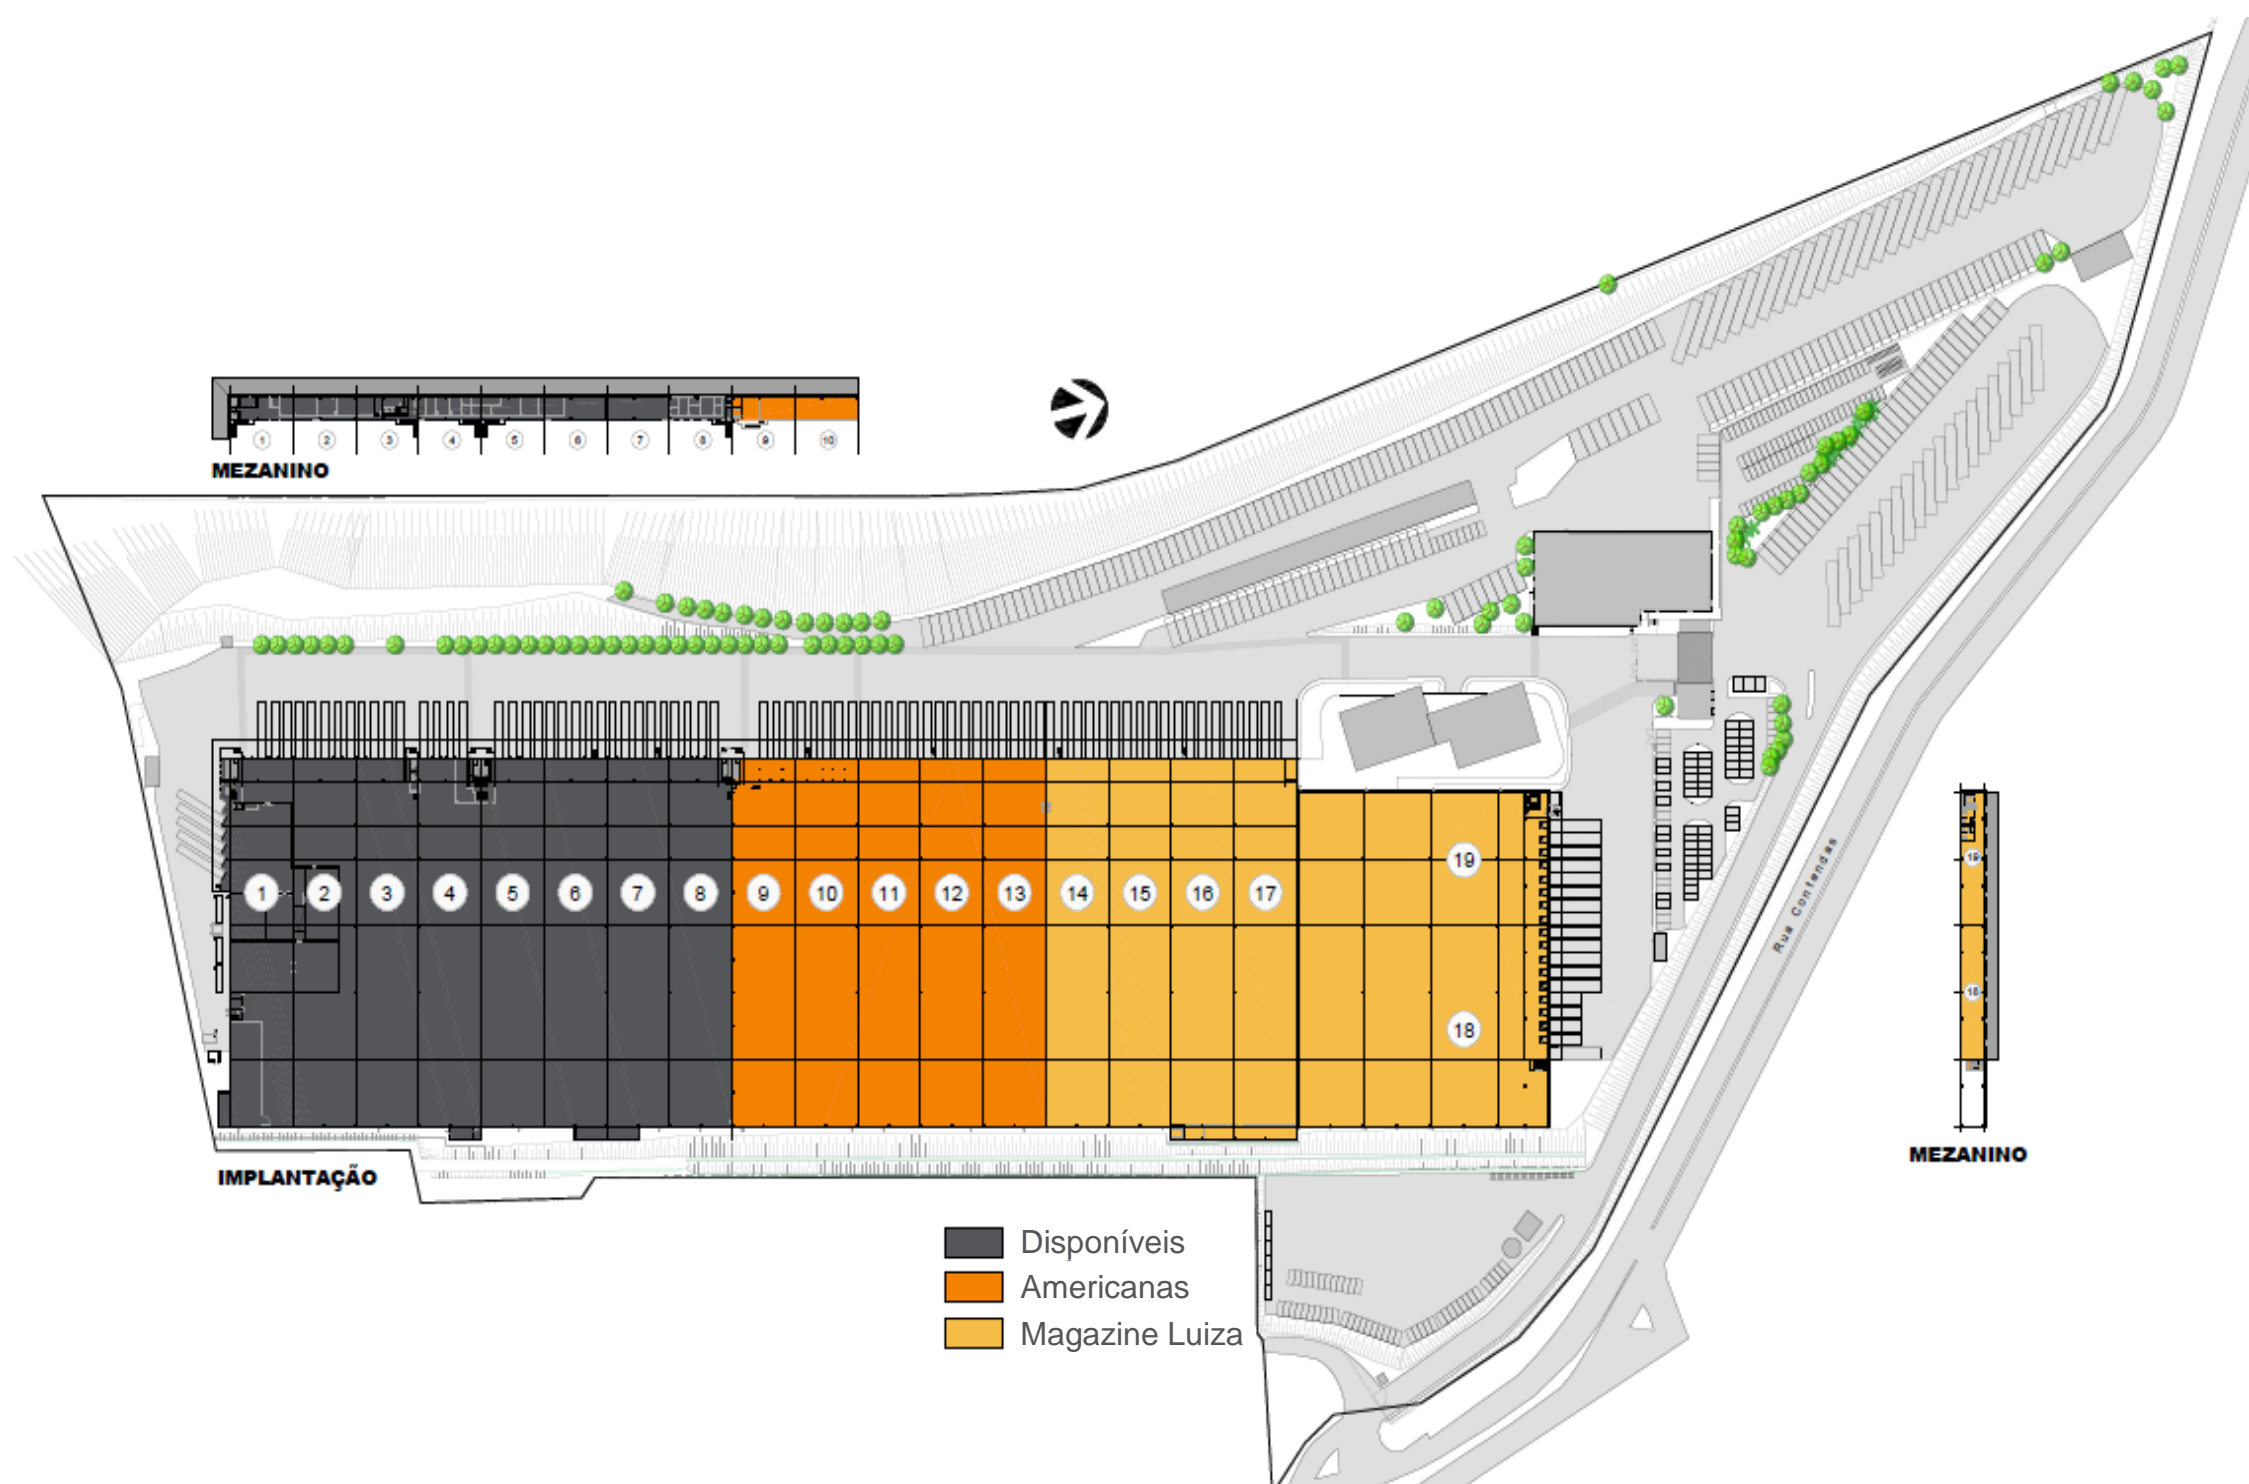 1 2 3 4 5 6 7 8 9 10
MEZANINO
1 2 3 4 5 6 7 8 9 10 11 12 13 14 15 16 17 19
18
IMPLANTAÇÃO
Rua Contendas
19
18
MEZANINO
Disponíveis
Americanas
Magazine Luiza